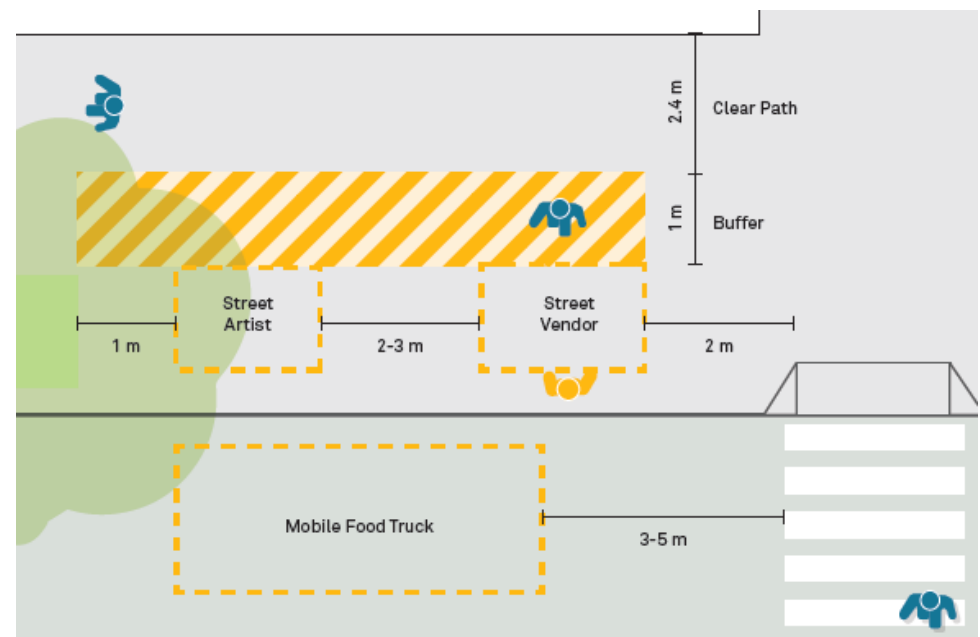 2.4 m
Clear Path
1 m
Buffer
Street
Artist
Street
Vendor
1 m
2-3 m
2 m
Mobile Food Truck
3-5 m